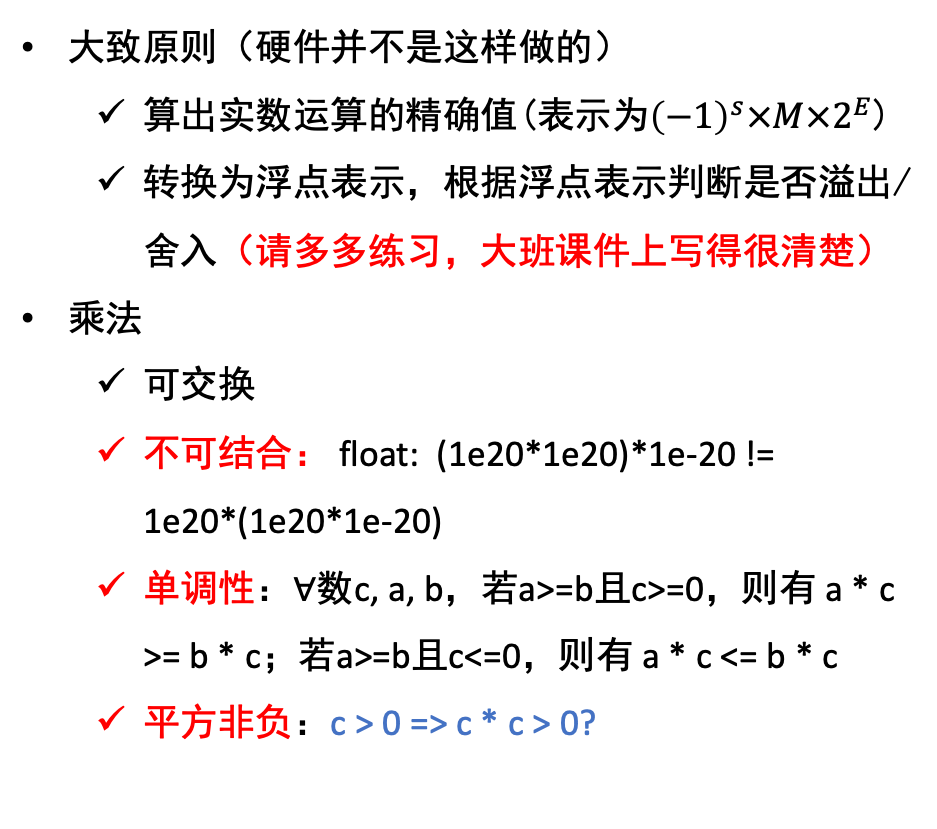 • 大致原则（硬件并不是这样做的）
✓ 算出实数运算的精确值(表示为(−1)ˢ×M×2ᴱ)
✓ 转换为浮点表示，根据浮点表示判断是否溢出/
舍入（请多多练习，大班课件上写得很清楚）
• 乘法
✓ 可交换
✓ 不可结合： float: (1e20*1e20)*1e-20 !=
1e20*(1e20*1e-20)
✓ 单调性：∀数c, a, b，若a>=b且c>=0，则有 a * c
>= b * c；若a>=b且c<=0，则有 a * c <= b * c
✓ 平方非负：c > 0 => c * c > 0?